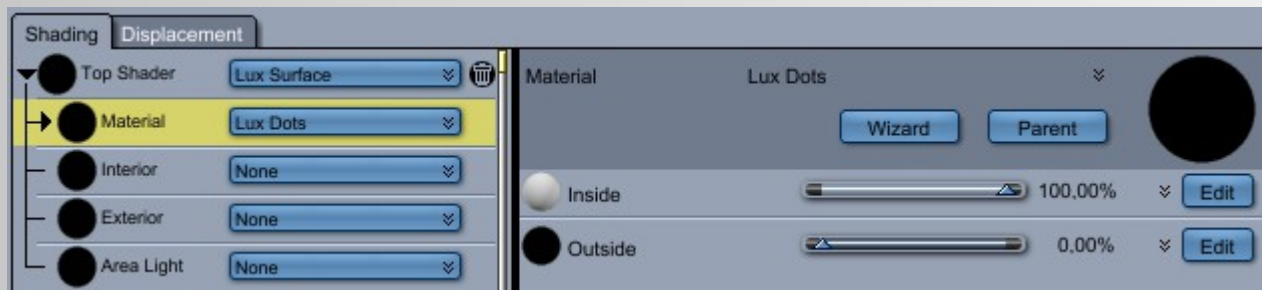 Shading Displacement
Top Shader Lux Surface
Material Lux Dots
Interior None
Exterior None
Area Light None
Material Lux Dots
Wizard Parent
Inside 100,00% Edit
Outside 0,00% Edit